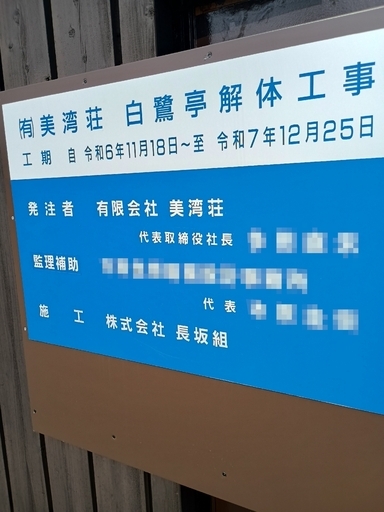 ㈲美湾荘 白鷺亭解体工事
工期 自 令和6年11月18日～至 令和7年12月25日
発注者 有限会社 美湾荘
代表取締役社長
監理補助
代表
施工 株式会社 長坂組